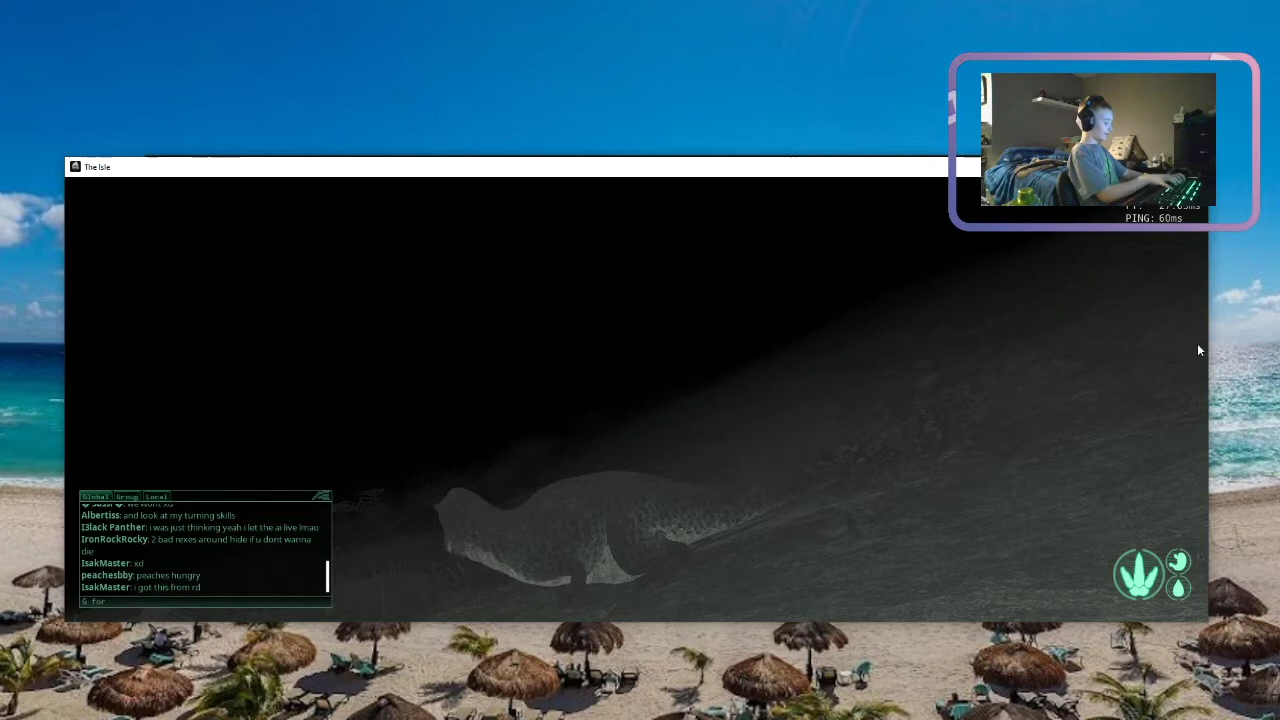 The Isle
PING: 60ms
Global Group Local
Albertiss: and look at my turning skills
I3lack Panther: i was just thinking yeah i let the ai live lmao
IronRockRocky: 2 bad rexes around hide if u dont wanna
die
IsakMaster: xd
peachesbby: peaches hungry
IsakMaster: i got this from rd
G for